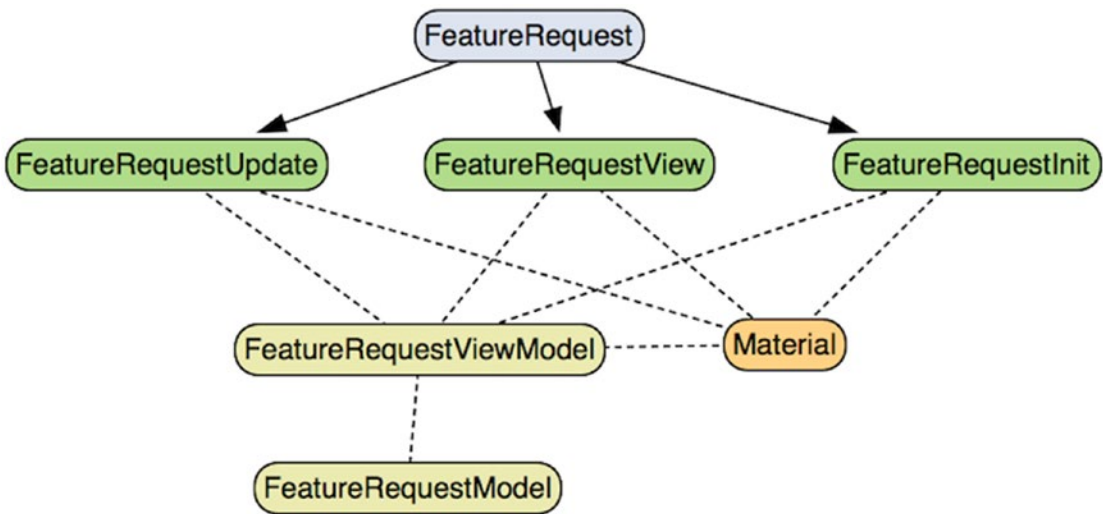 FeatureRequest
FeatureRequestUpdate
FeatureRequestView
FeatureRequestInit
FeatureRequestViewModel
Material
FeatureRequestModel